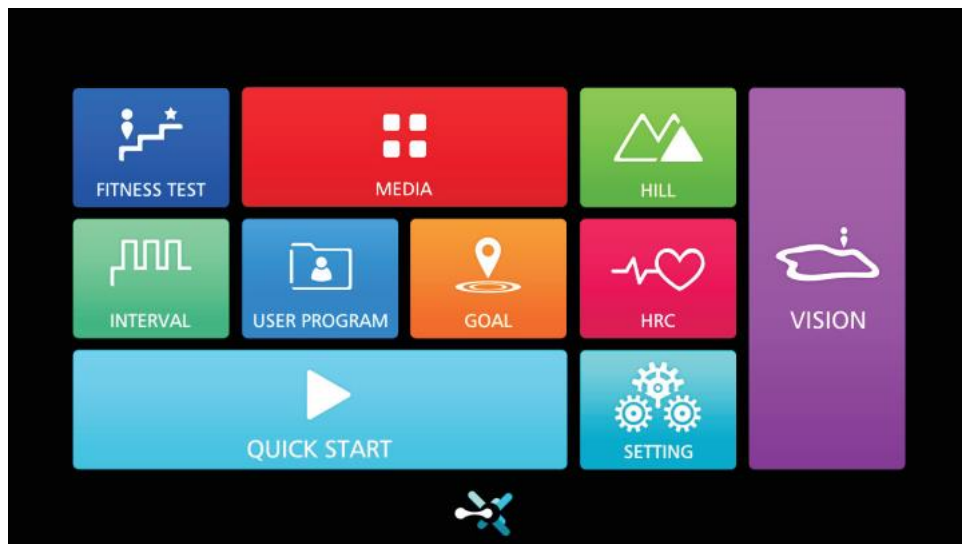 FITNESS TEST
MEDIA
HILL
INTERVAL
USER PROGRAM
GOAL
HRC
VISION
QUICK START
SETTING